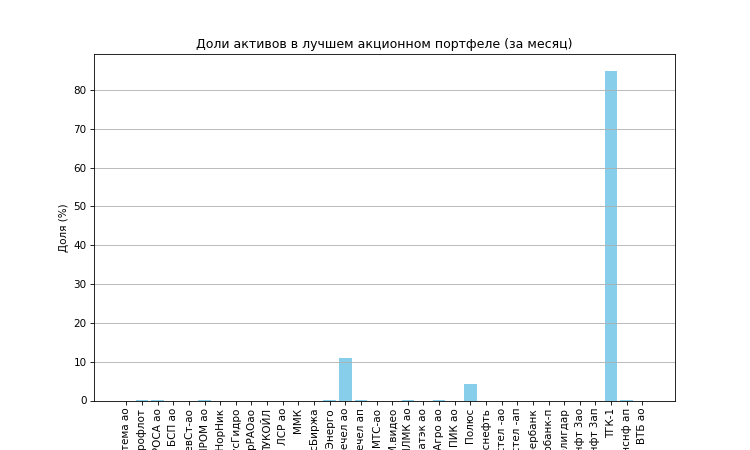 Доли активов в лучшем акционном портфеле (за месяц)
Доля (%)
80
70
60
50
40
30
20
10
0
тема ао
рофлот
РОСА ао
БСП ао
евСт-ао
ПРОМ ао
НорНик
сГидро
рРАОао
ЛУКОЙЛ
ЛСР ао
ММК
сБиржа
Энерго
ечел ао
ечел ап
МТС-ао
М.видео
ЛМК ао
атэк ао
Агро ао
ПИК ао
Полюс
снефть
стел -ао
стел -ап
ербанк
рбанк-п
лигдар
нфт 3ао
нфт 3ап
ТГК-1
нснф ап
ВТБ ао